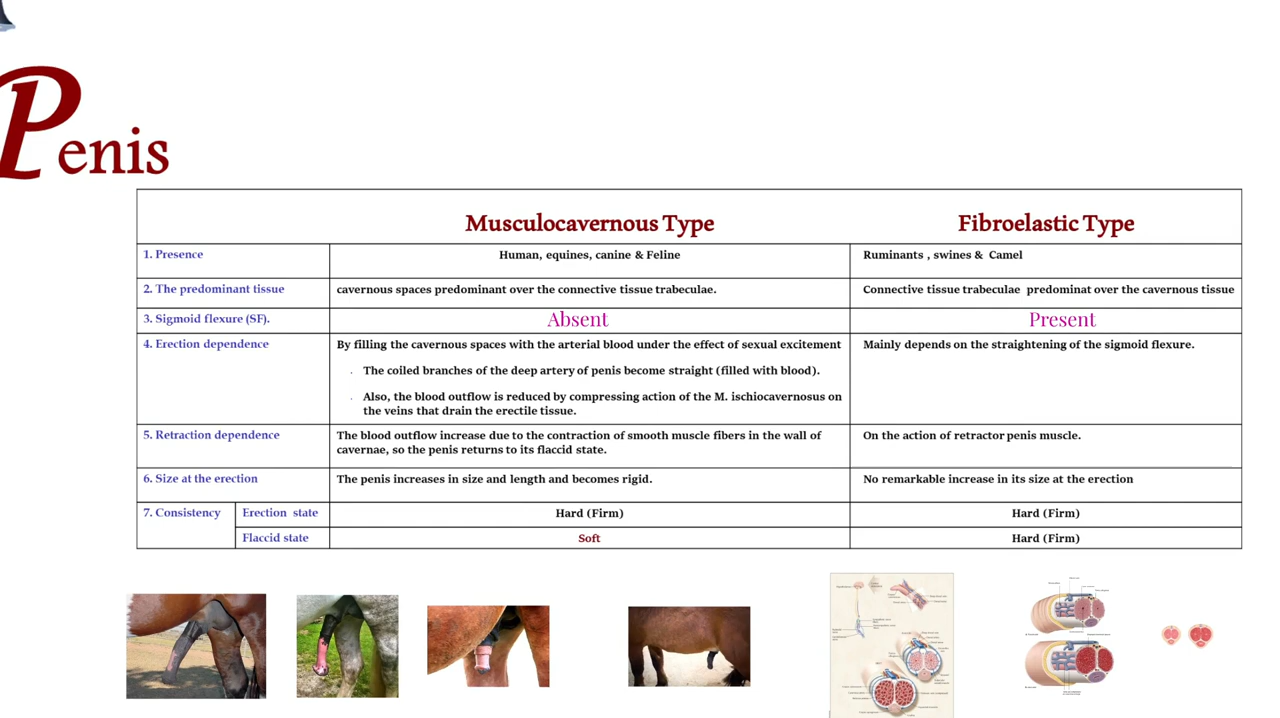 Penis
Musculocavernous Type Fibroelastic Type
1. Presence Human, equines, canine & Feline Ruminants , swines & Camel
2. The predominant tissue cavernous spaces predominant over the connective tissue trabeculae. Connective tissue trabeculae predominat over the cavernous tissue
3. Sigmoid flexure (SF). Absent Present
4. Erection dependence By filling the cavernous spaces with the arterial blood under the effect of sexual excitement Mainly depends on the straightening of the sigmoid flexure.
The coiled branches of the deep artery of penis become straight (filled with blood).
Also, the blood outflow is reduced by compressing action of the M. ischiocavernosus on
the veins that drain the erectile tissue.
5. Retraction dependence The blood outflow increase due to the contraction of smooth muscle fibers in the wall of On the action of retractor penis muscle.
cavernae, so the penis returns to its flaccid state.
6. Size at the erection The penis increases in size and length and becomes rigid. No remarkable increase in its size at the erection
7. Consistency Erection state Hard (Firm) Hard (Firm)
Flaccid state Soft Hard (Firm)